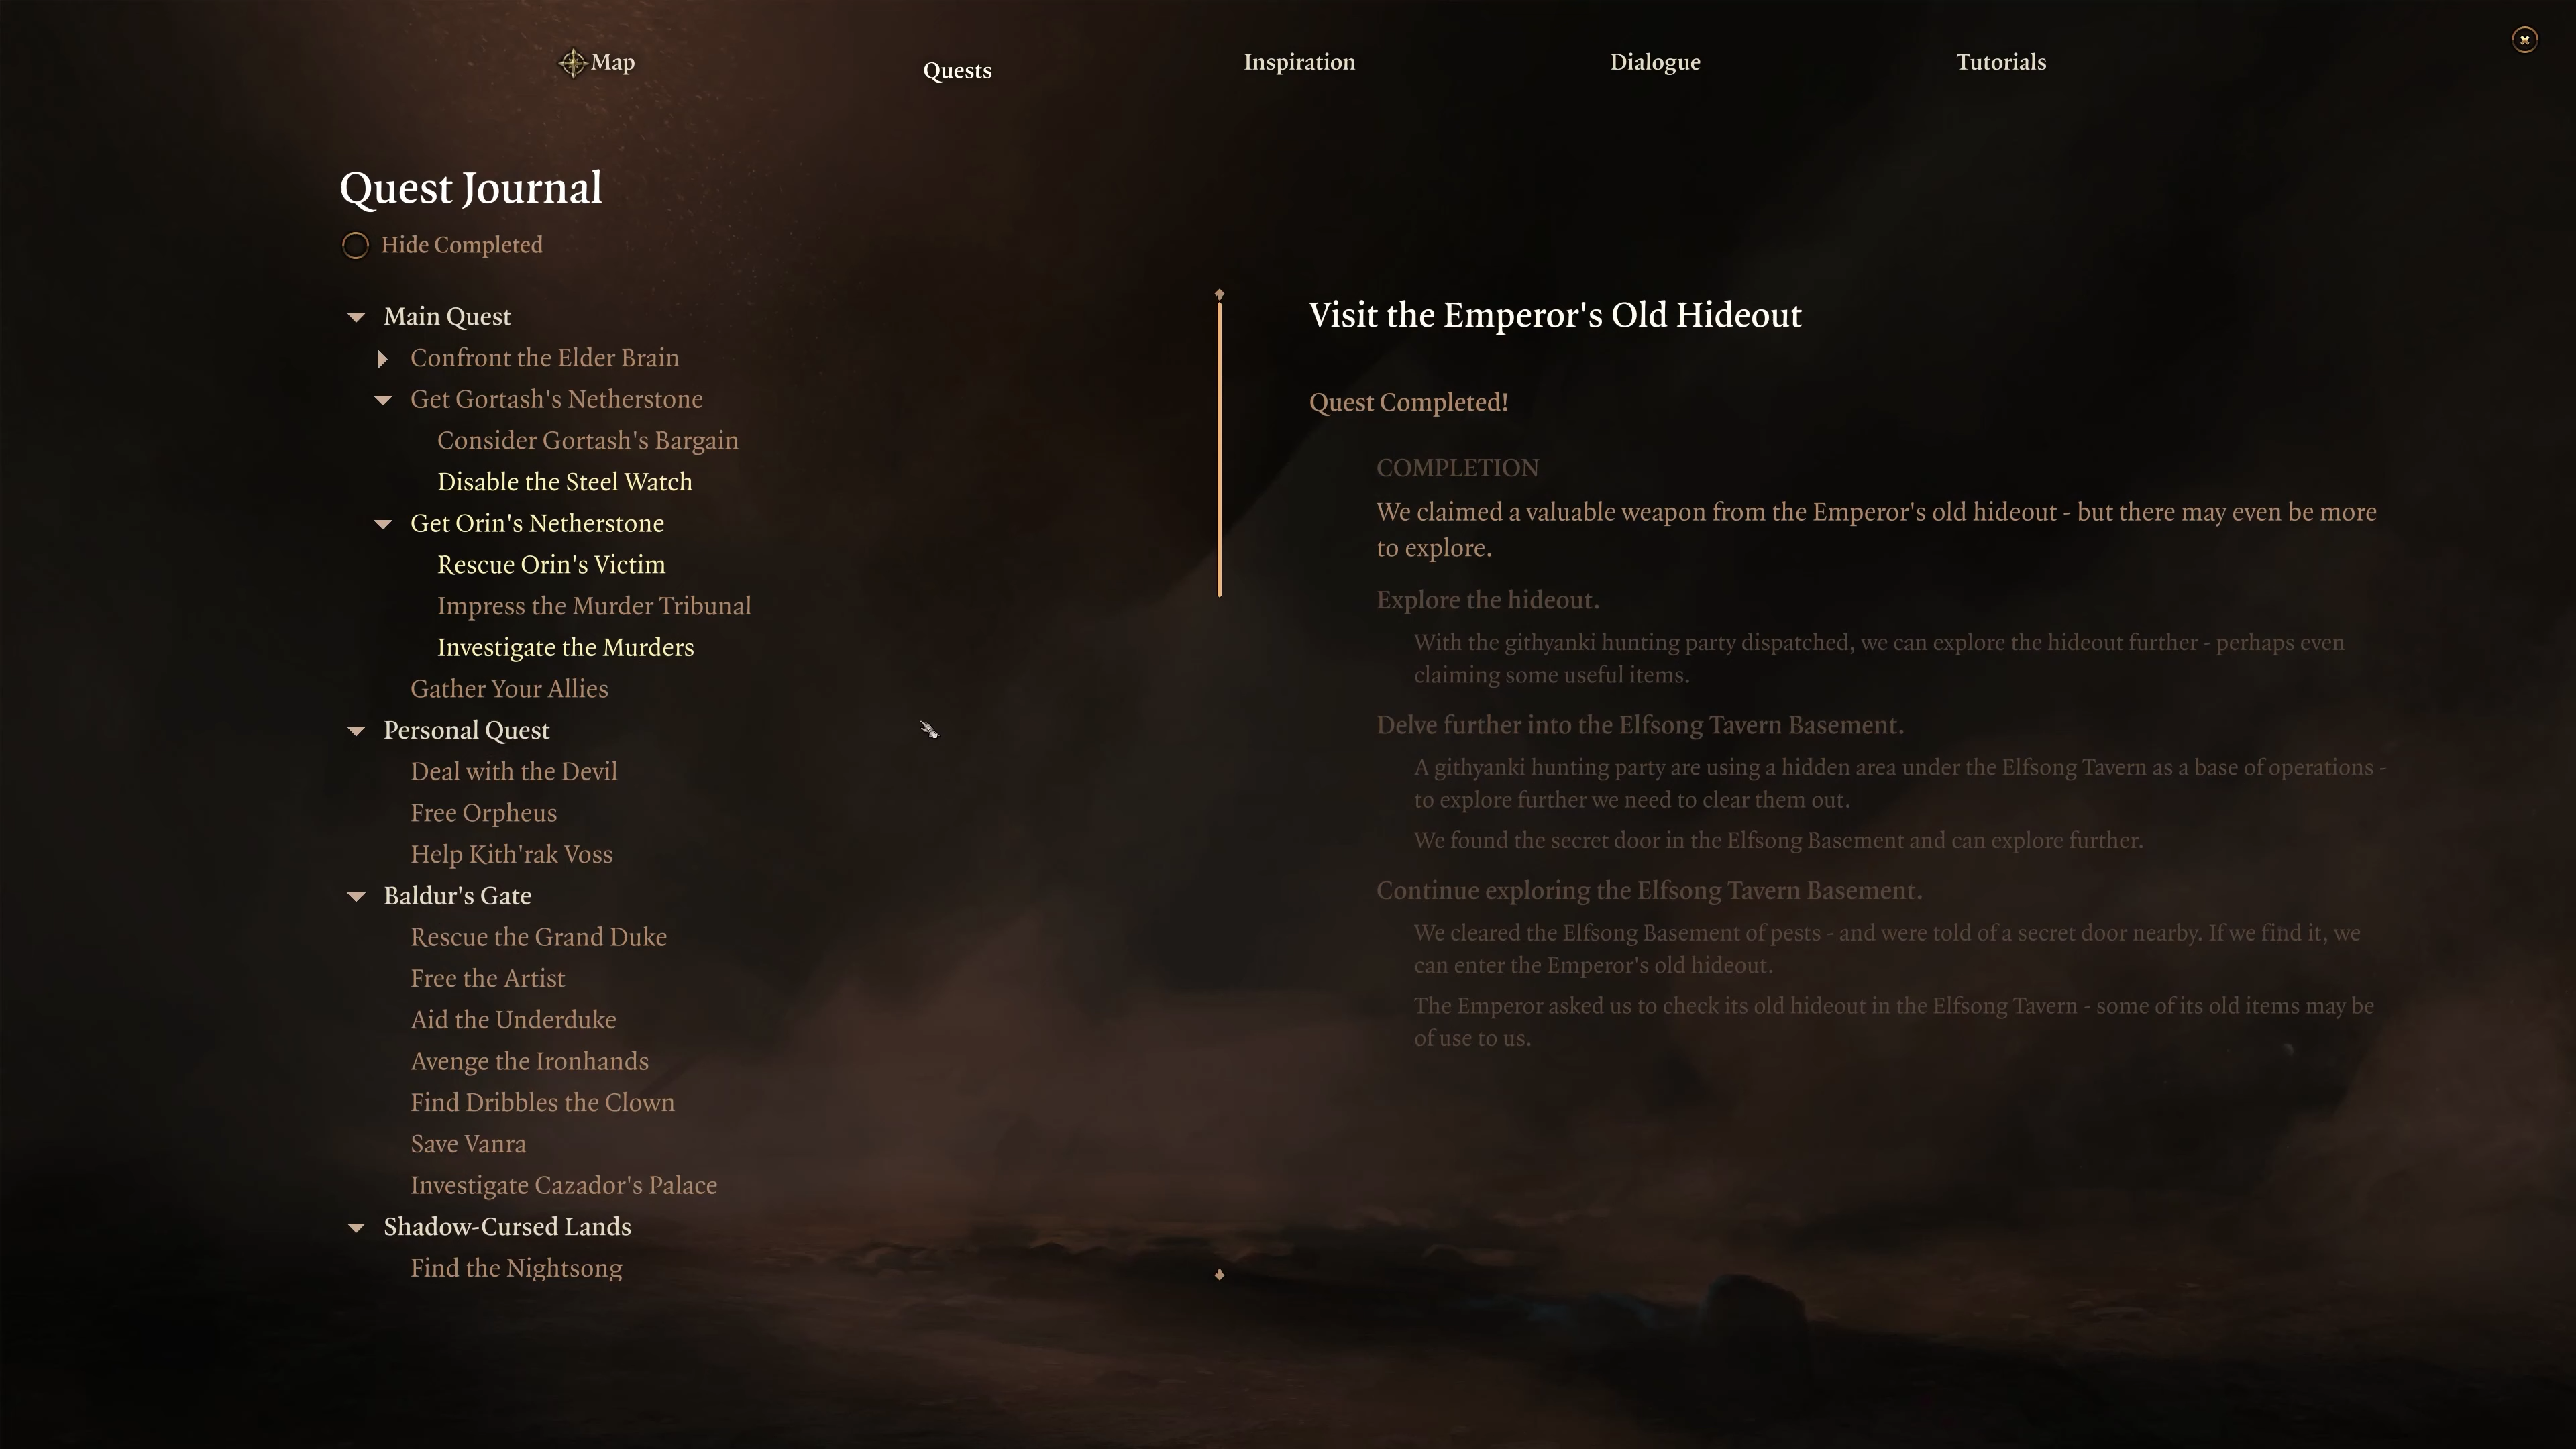 Map
Quests
Inspiration
Dialogue
Tutorials
Quest Journal
Hide Completed
Main Quest
Confront the Elder Brain
Get Gortash's Netherstone
Consider Gortash's Bargain
Disable the Steel Watch
Get Orin's Netherstone
Rescue Orin's Victim
Impress the Murder Tribunal
Investigate the Murders
Gather Your Allies
Personal Quest
Deal with the Devil
Free Orpheus
Help Kith'rak Voss
Baldur's Gate
Rescue the Grand Duke
Free the Artist
Aid the Underduke
Avenge the Ironhands
Find Dribbles the Clown
Save Vanra
Investigate Cazador's Palace
Shadow-Cursed Lands
Find the Nightsong
Visit the Emperor's Old Hideout
Quest Completed!
COMPLETION
We claimed a valuable weapon from the Emperor's old hideout - but there may even be more
to explore.
Explore the hideout.
With the githyanki hunting party dispatched, we can explore the hideout further - perhaps even
claiming some useful items.
Delve further into the Elfsong Tavern Basement.
A githyanki hunting party are using a hidden area under the Elfsong Tavern as a base of operations -
to explore further we need to clear them out.
We found the secret door in the Elfsong Basement and can explore further.
Continue exploring the Elfsong Tavern Basement.
We cleared the Elfsong Basement of pests - and were told of a secret door nearby. If we find it, we
can enter the Emperor's old hideout.
The Emperor asked us to check its old hideout in the Elfsong Tavern - some of its old items may be
of use to us.